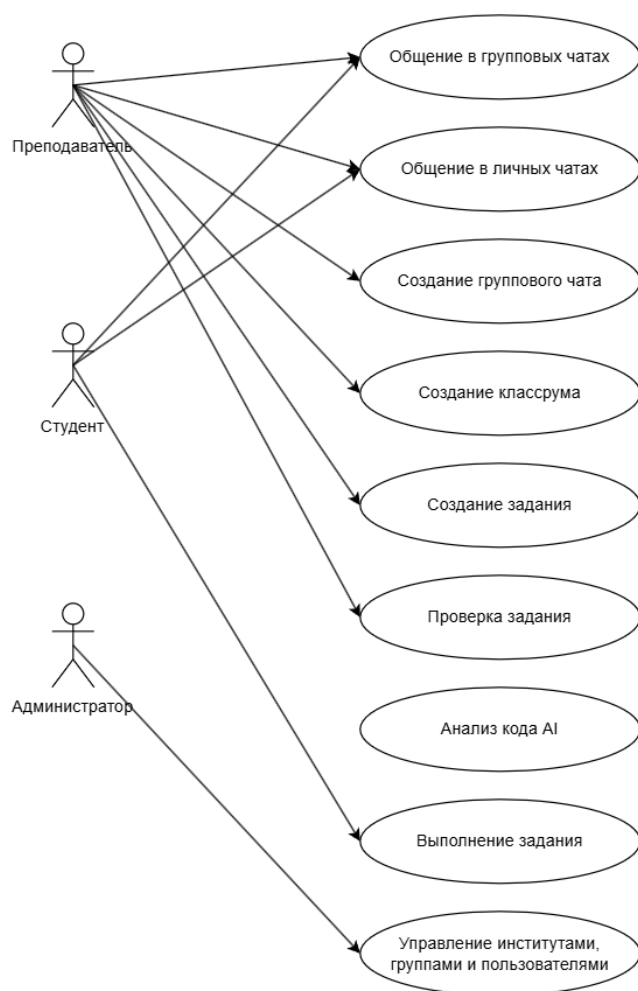 Общение в групповых чатах
Преподаватель
Общение в личных чатах
Создание группового чата
Создание классрума
Студент
Создание задания
Проверка задания
Администратор
Анализ кода AI
Выполнение задания
Управление институтами,
группами и пользователями